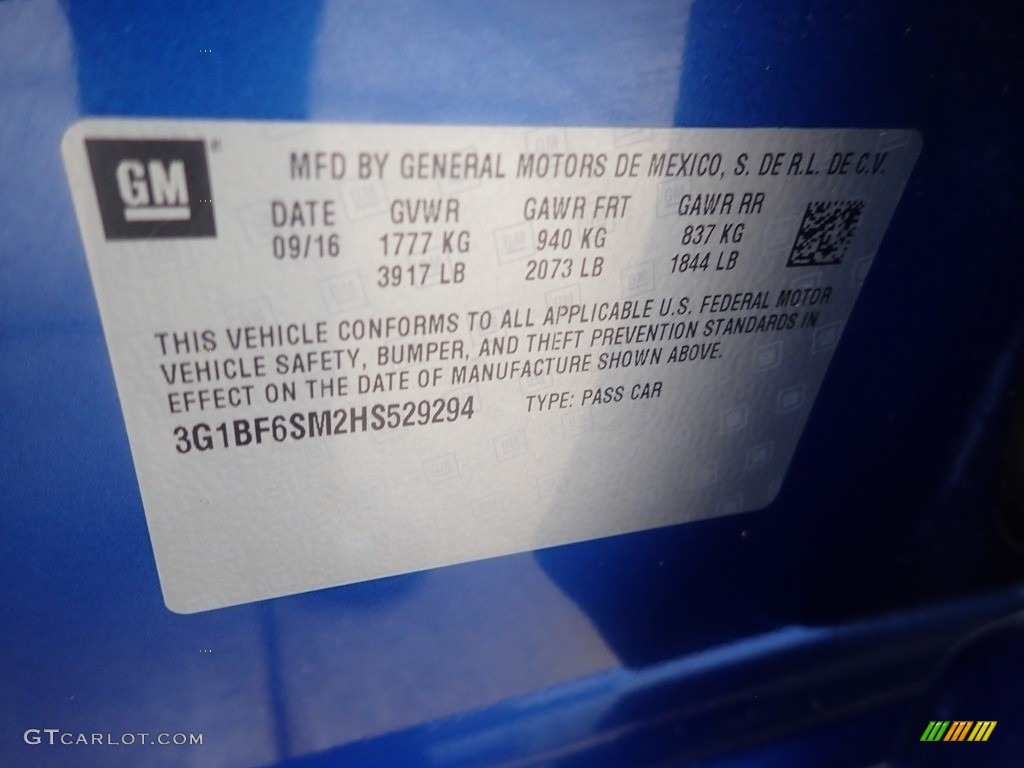 GM
MFD BY GENERAL MOTORS DE MEXICO, S. DE R.L. DE C.V.
DATE GVWR GAWR FRT GAWR RR
09/16 1777 KG 940 KG 837 KG
3917 LB 2073 LB 1844 LB
THIS VEHICLE CONFORMS TO ALL APPLICABLE U.S. FEDERAL MOTOR
VEHICLE SAFETY, BUMPER, AND THEFT PREVENTION STANDARDS IN
EFFECT ON THE DATE OF MANUFACTURE SHOWN ABOVE.
3G1BF6SM2HS529294 TYPE: PASS CAR
GTCARLOT.COM